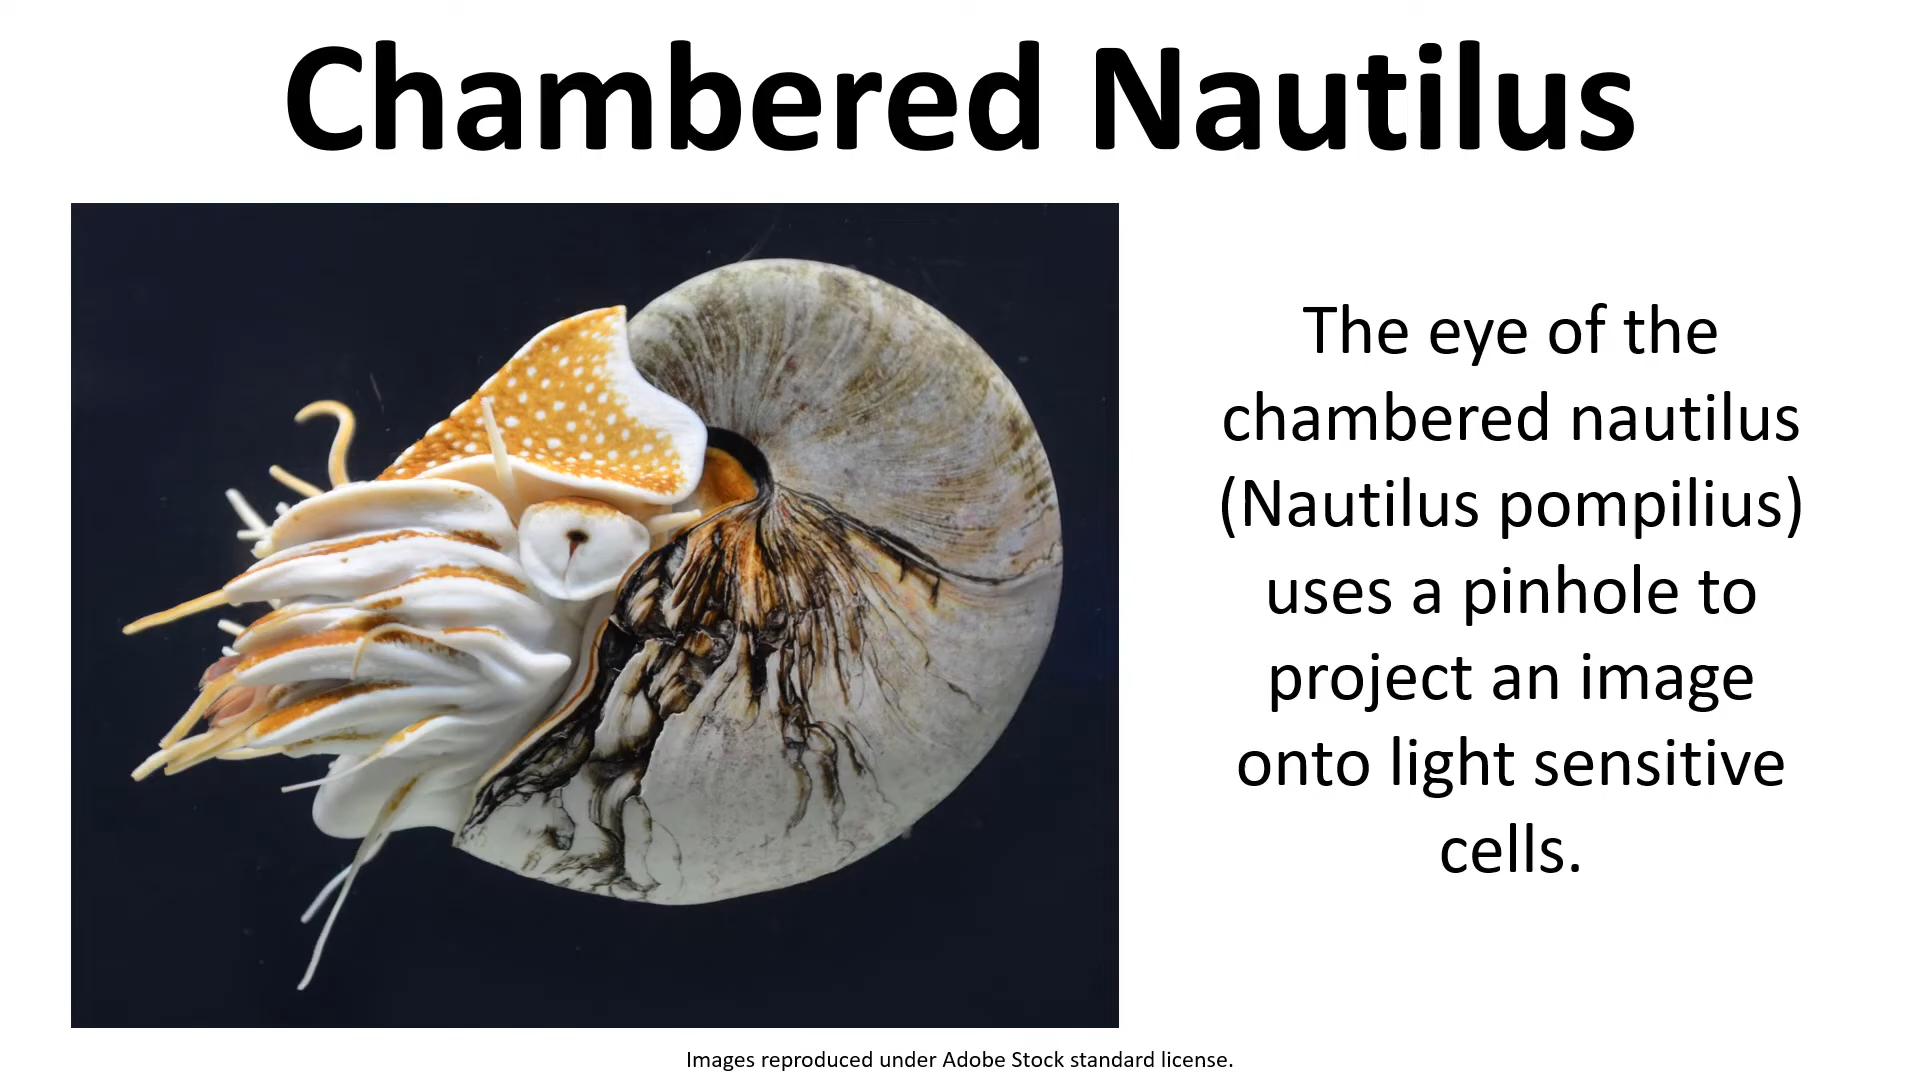 Chambered Nautilus
The eye of the
chambered nautilus
(Nautilus pompilius)
uses a pinhole to
project an image
onto light sensitive
cells.
Images reproduced under Adobe Stock standard license.